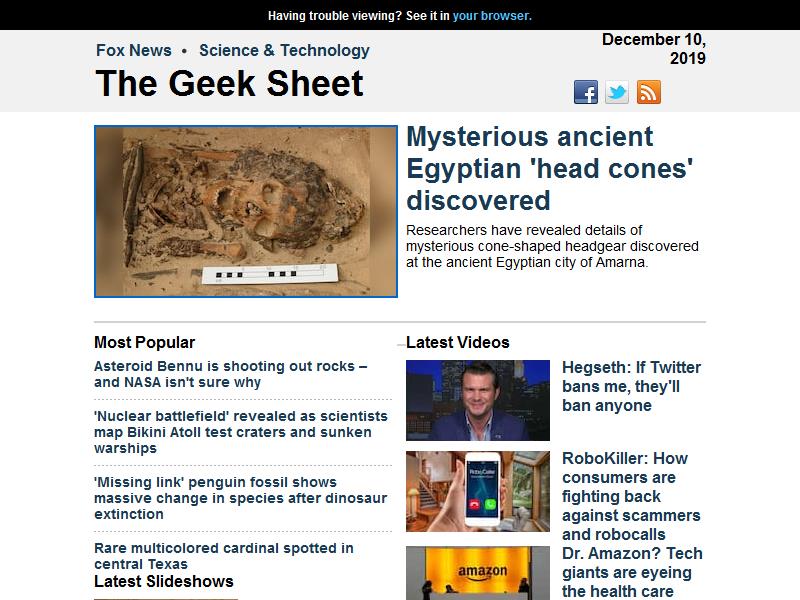 Having trouble viewing? See it in your browser.
Fox News • Science & Technology
The Geek Sheet
December 10,
2019
Mysterious ancient
Egyptian 'head cones'
discovered
Researchers have revealed details of
mysterious cone-shaped headgear discovered
at the ancient Egyptian city of Amarna.
Most Popular
Asteroid Bennu is shooting out rocks –
and NASA isn't sure why
'Nuclear battlefield' revealed as scientists
map Bikini Atoll test craters and sunken
warships
'Missing link' penguin fossil shows
massive change in species after dinosaur
extinction
Rare multicolored cardinal spotted in
central Texas
Latest Slideshows
Latest Videos
Hegseth: If Twitter
bans me, they'll
ban anyone
RoboKiller: How
consumers are
fighting back
against scammers
and robocalls
amazon
Dr. Amazon? Tech
giants are eyeing
the health care